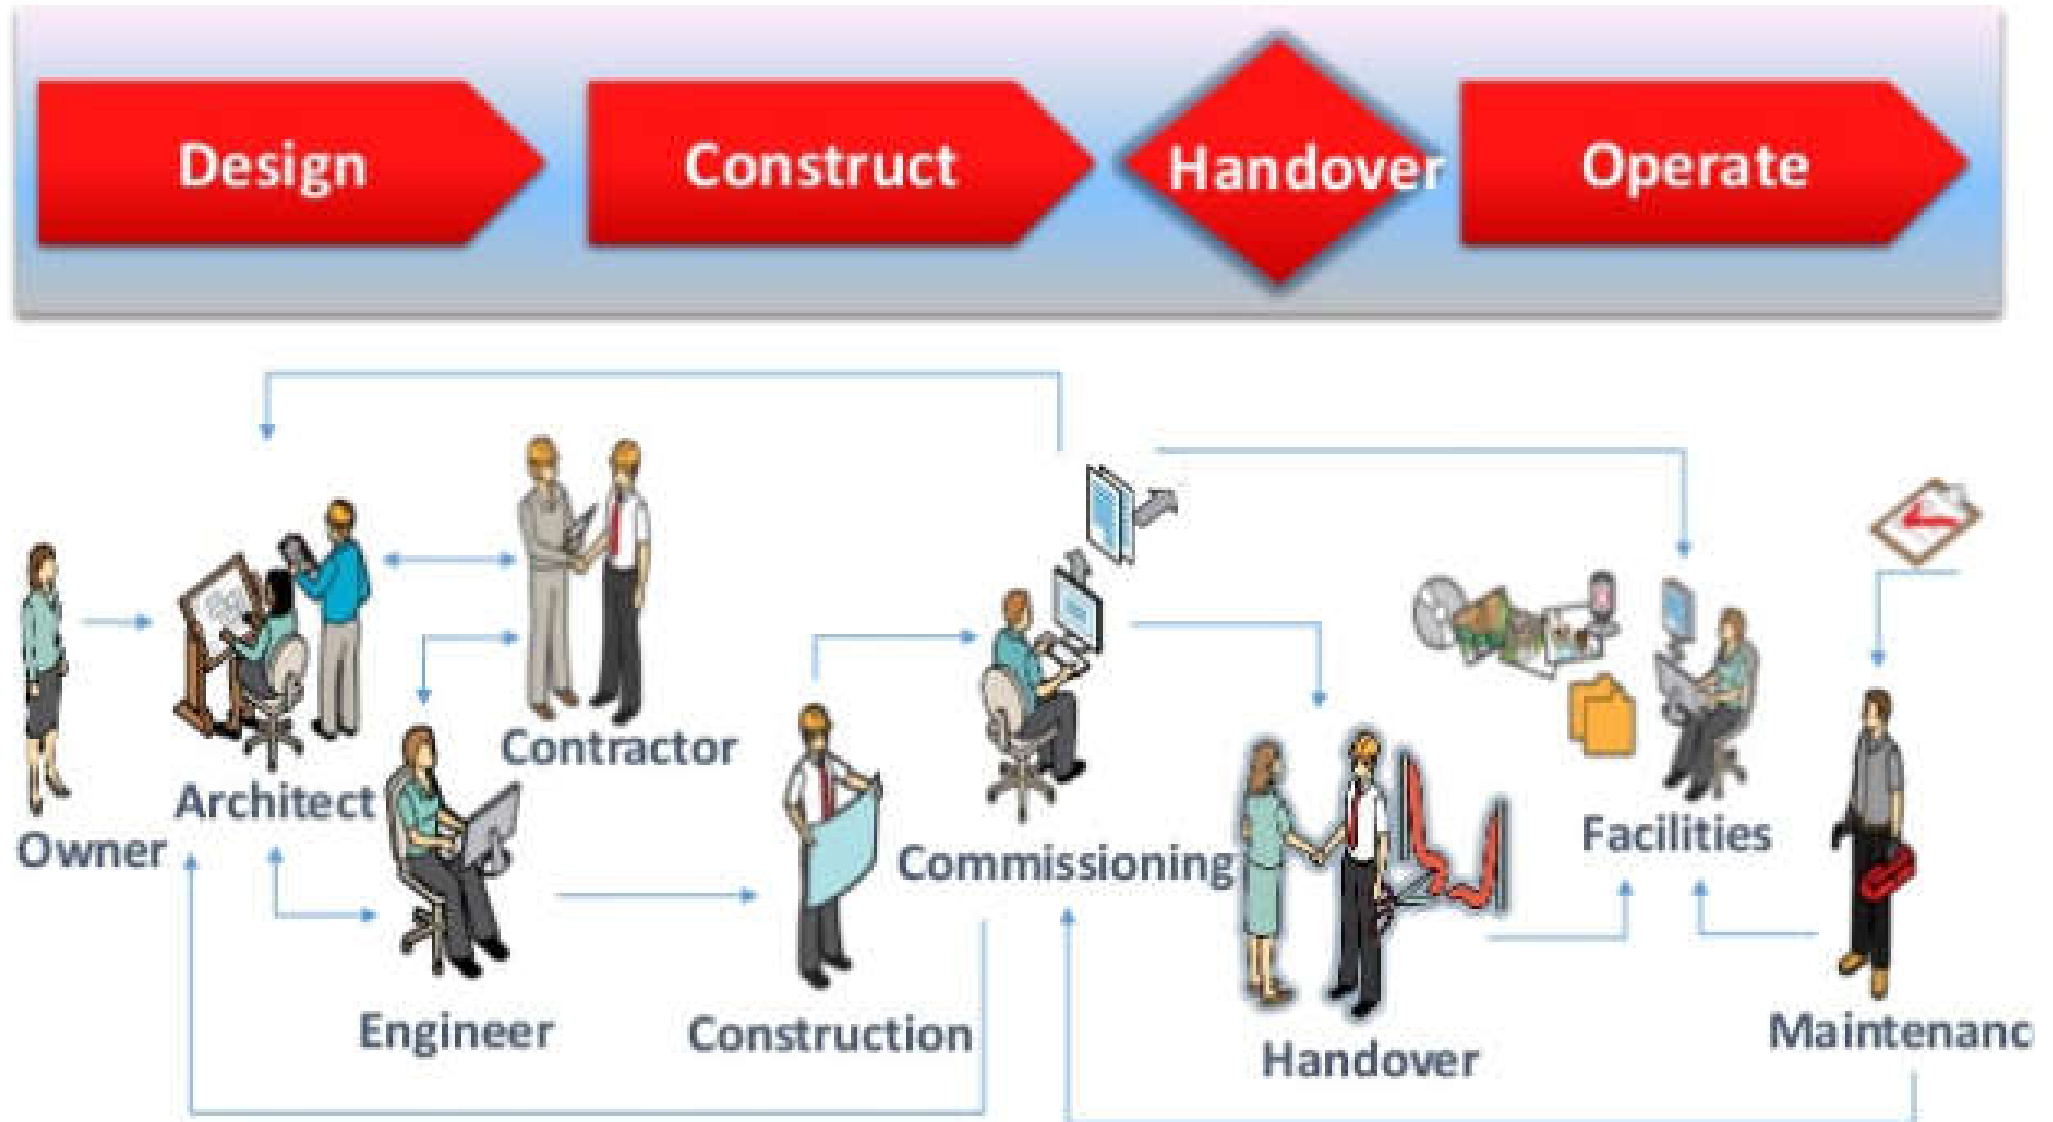 Design
Construct
Handover
Operate
Contractor
Architect
Owner
Facilities
Commissioning
Engineer
Construction
Handover
Maintenanc